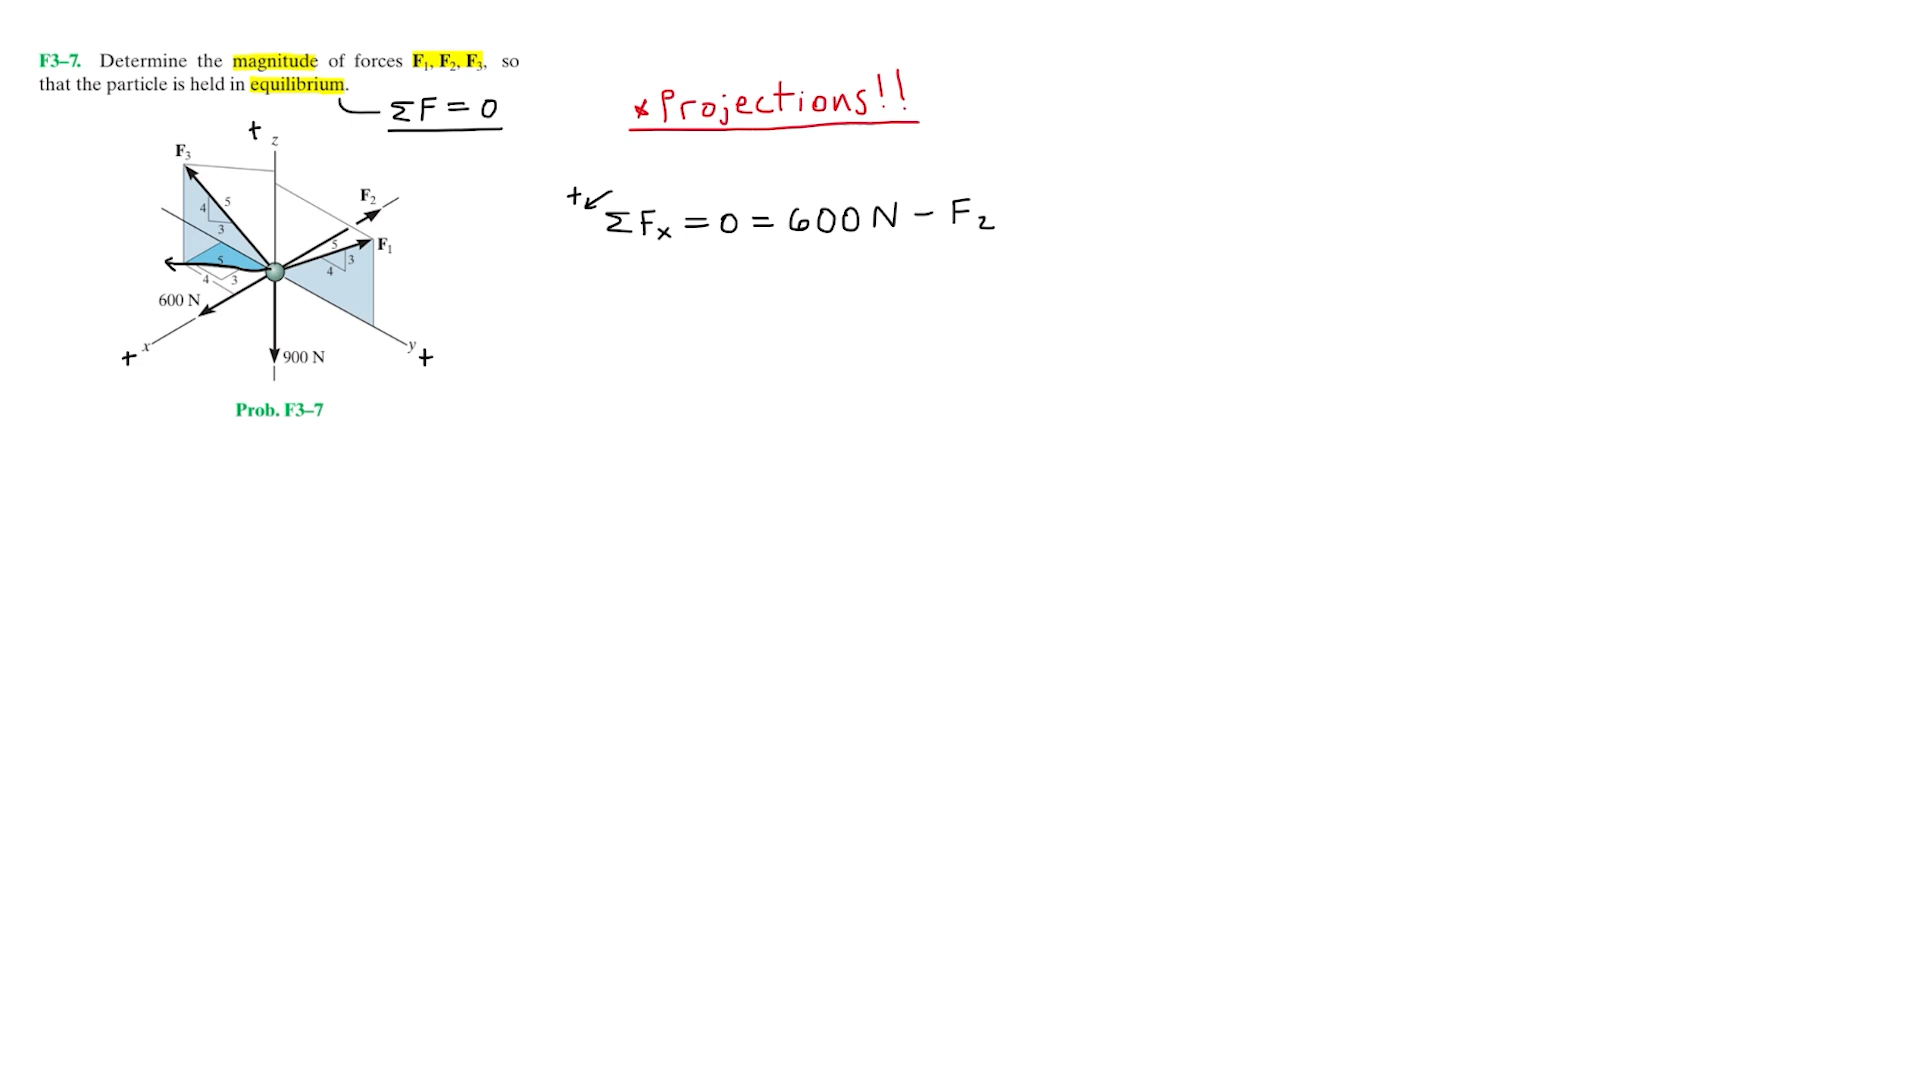 F3–7. Determine the magnitude of forces F₁, F₂, F₃, so
that the particle is held in equilibrium.
ΣF = 0
*Projections!!
+ z
F₃
F₂
+↙ ΣFx = 0 = 600 N – F₂
4 5
3
5 F₁
3
4
5
4 3
600 N
+ x
y +
900 N
Prob. F3–7